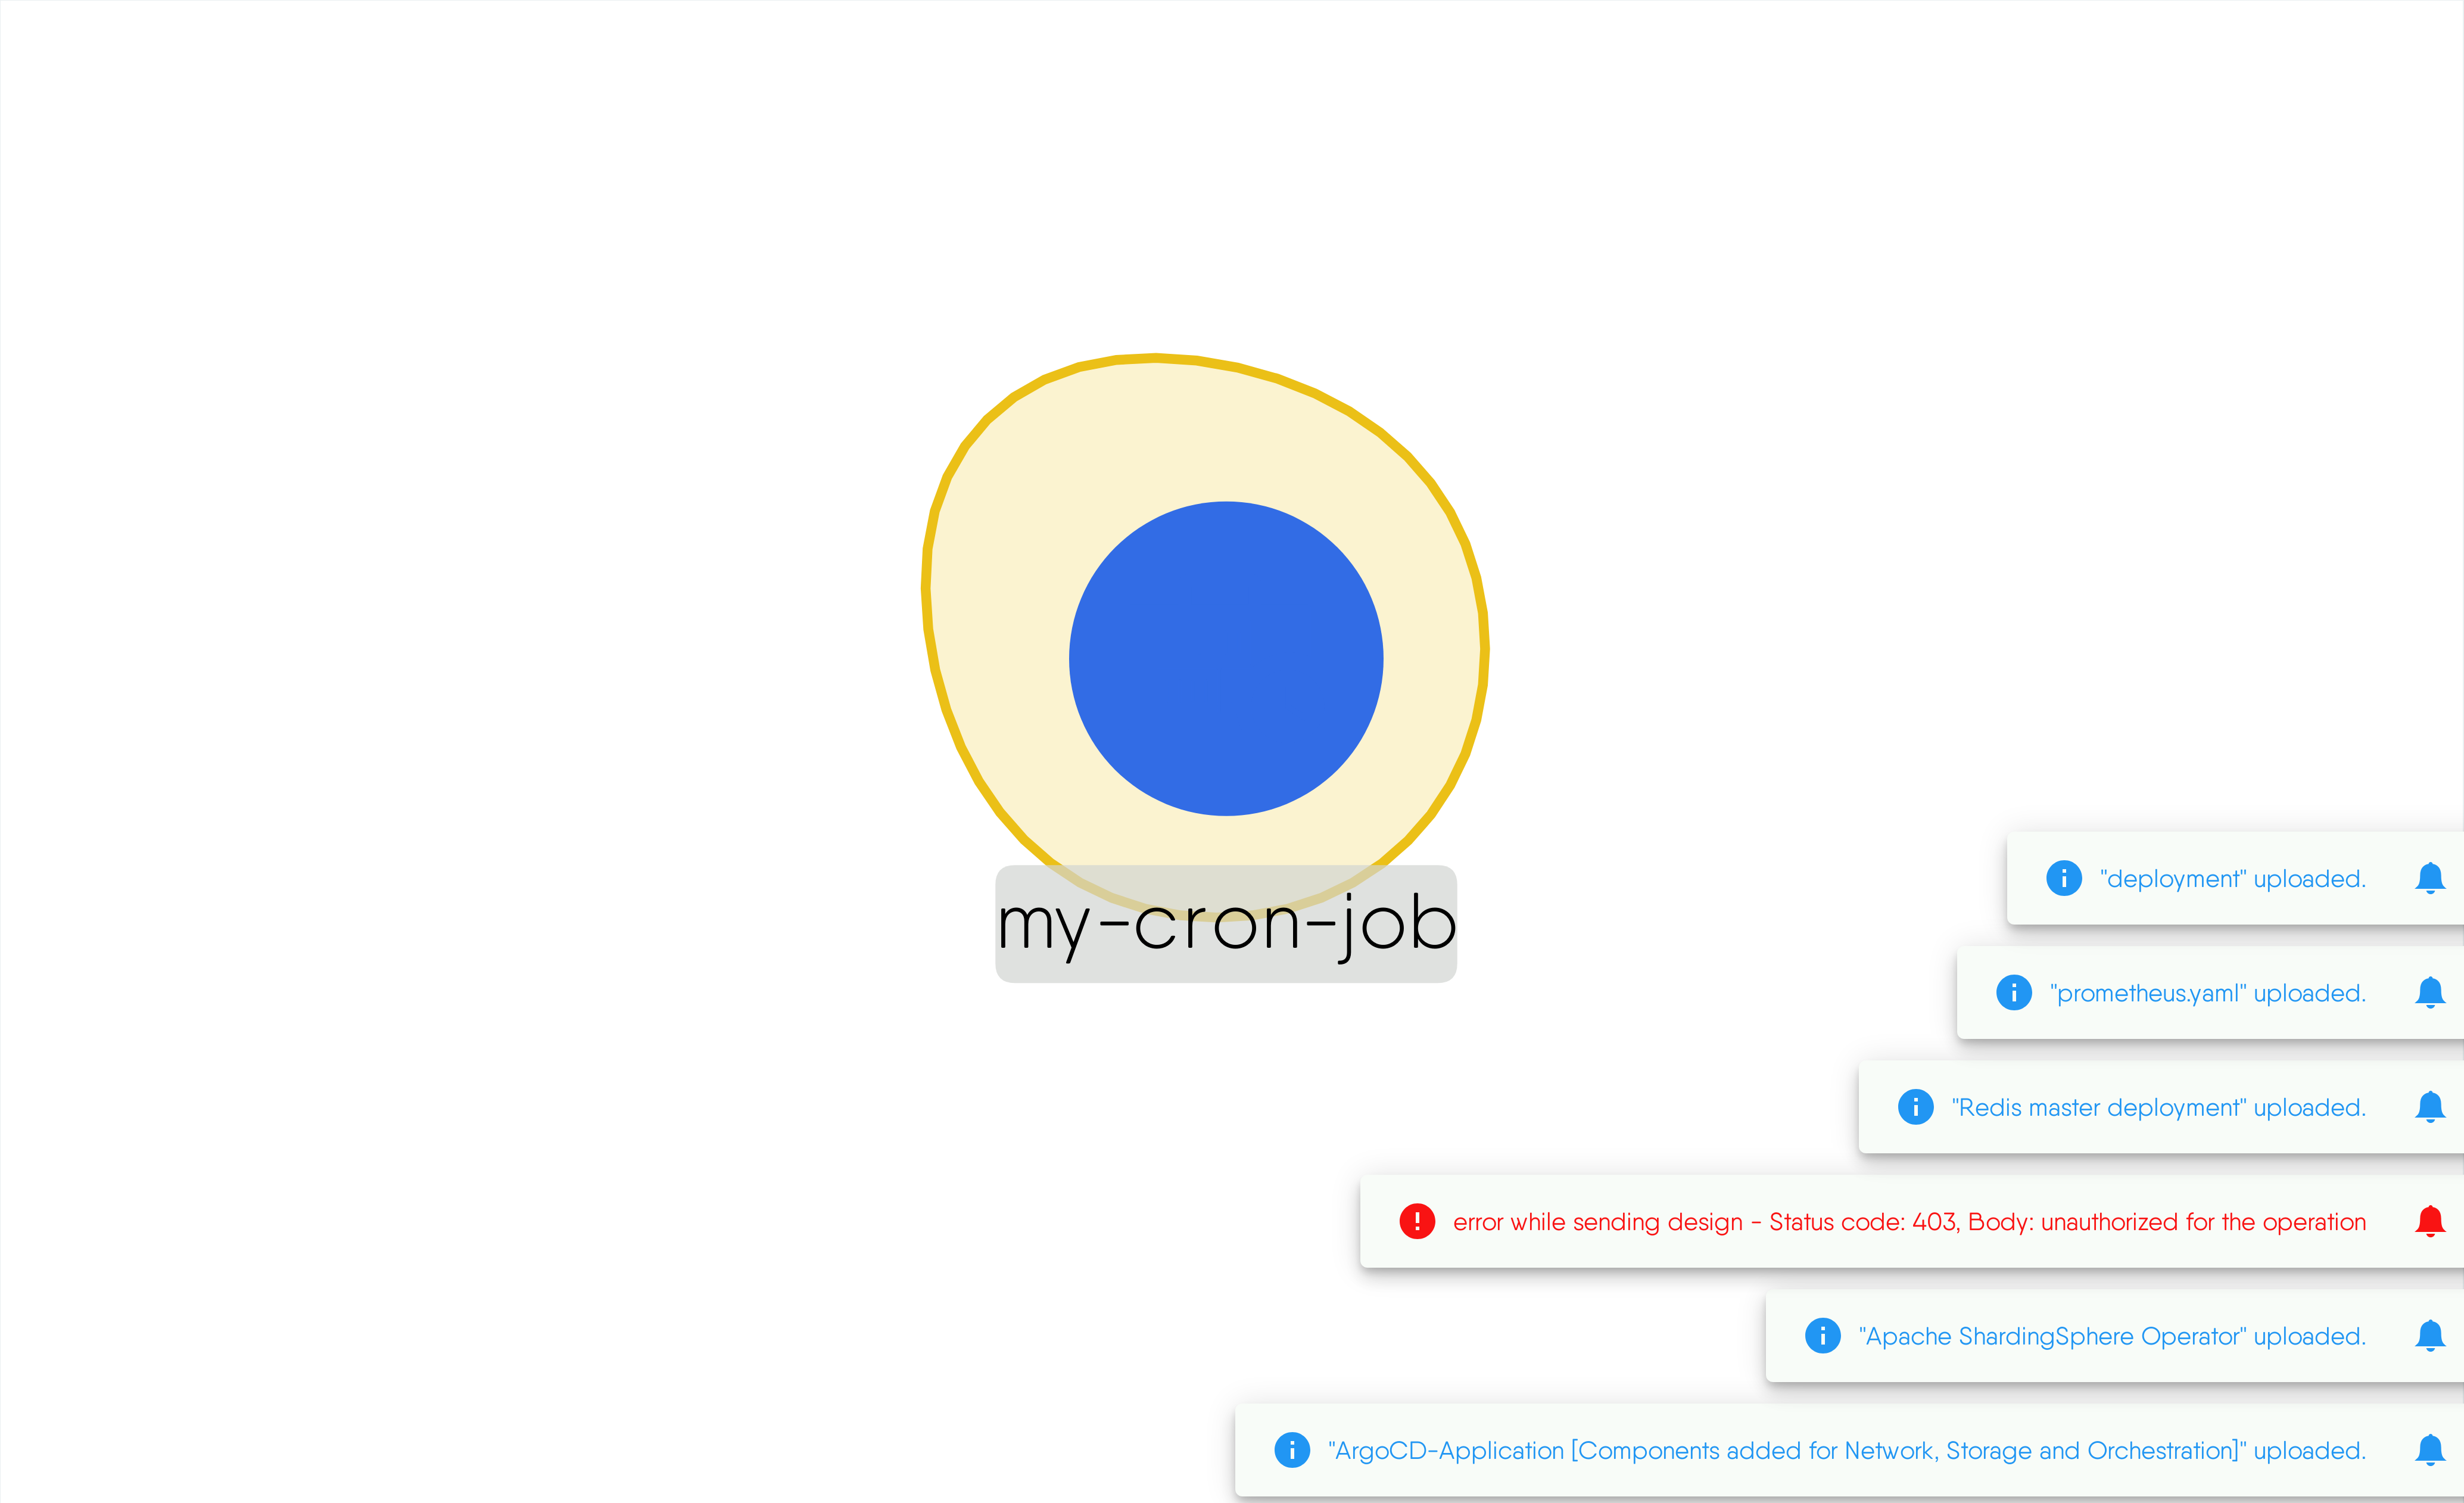 my-cron-job
"deployment" uploaded.
"prometheus.yaml" uploaded.
"Redis master deployment" uploaded.
error while sending design - Status code: 403, Body: unauthorized for the operation
"Apache ShardingSphere Operator" uploaded.
"ArgoCD-Application [Components added for Network, Storage and Orchestration]" uploaded.